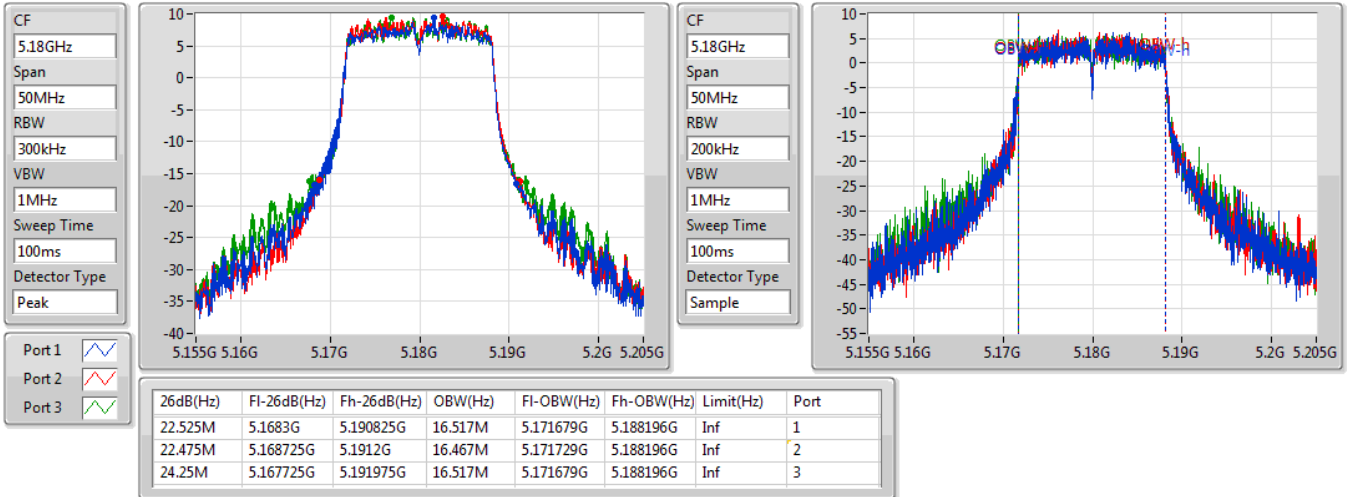 CF
5.18GHz
Span
50MHz
RBW
300kHz
VBW
1MHz
Sweep Time
100ms
Detector Type
Peak
10
5
0
-5
-10
-15
-20
-25
-30
-35
-40
5.155G 5.16G 5.17G 5.18G 5.19G 5.2G 5.205G
CF
5.18GHz
Span
50MHz
RBW
200kHz
VBW
1MHz
Sweep Time
100ms
Detector Type
Sample
10
5
0
-5
-10
-15
-20
-25
-30
-35
-40
-45
-50
-55
5.155G 5.16G 5.17G 5.18G 5.19G 5.2G 5.205G
Port 1
Port 2
Port 3
26dB(Hz) Fl-26dB(Hz) Fh-26dB(Hz) OBW(Hz) Fl-OBW(Hz) Fh-OBW(Hz) Limit(Hz) Port
22.525M 5.1683G 5.190825G 16.517M 5.171679G 5.188196G Inf 1
22.475M 5.168725G 5.1912G 16.467M 5.171729G 5.188196G Inf 2
24.25M 5.167725G 5.191975G 16.517M 5.171679G 5.188196G Inf 3